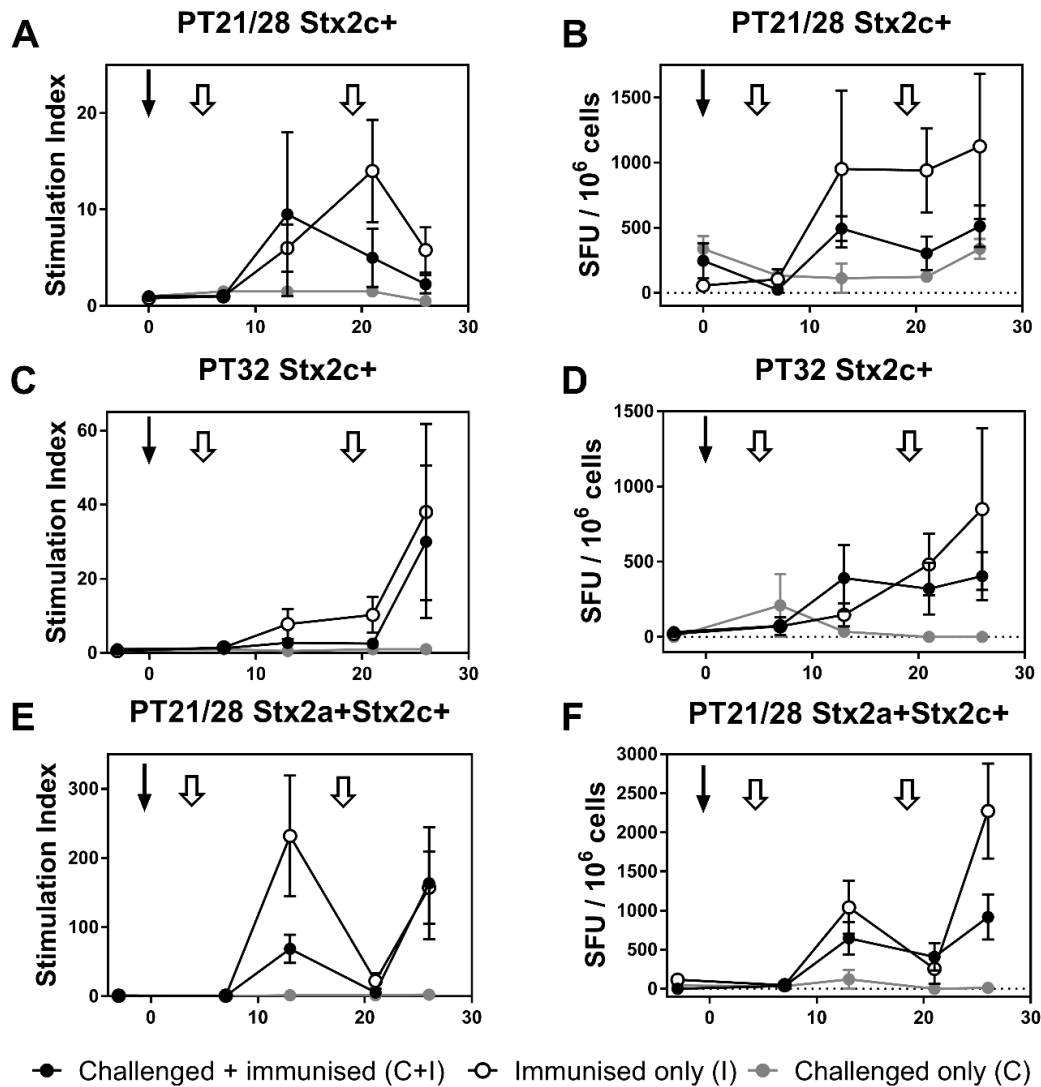 A
PT21/28 Stx2c+
Stimulation Index
20
10
0
0 10 20 30
B
PT21/28 Stx2c+
SFU / 10⁶ cells
1500
1000
500
0
0 10 20 30
C
PT32 Stx2c+
Stimulation Index
60
40
20
0
0 10 20 30
D
PT32 Stx2c+
SFU / 10⁶ cells
1500
1000
500
0
0 10 20 30
E
PT21/28 Stx2a+Stx2c+
Stimulation Index
300
200
100
0
0 10 20 30
F
PT21/28 Stx2a+Stx2c+
SFU / 10⁶ cells
3000
2500
2000
1500
1000
500
0
0 10 20 30
Challenged + immunised (C+I) Immunised only (I) Challenged only (C)